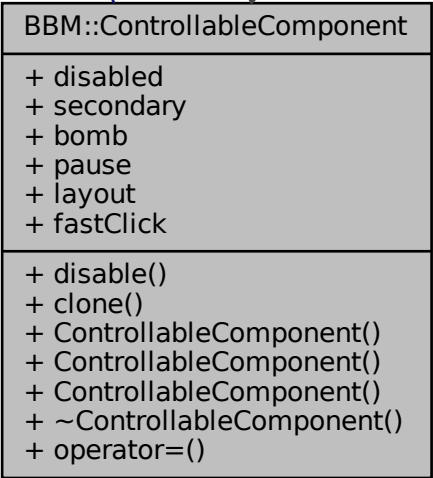 BBM::ControllableComponent
+ disabled
+ secondary
+ bomb
+ pause
+ layout
+ fastClick
+ disable()
+ clone()
+ ControllableComponent()
+ ControllableComponent()
+ ControllableComponent()
+ ~ControllableComponent()
+ operator=()